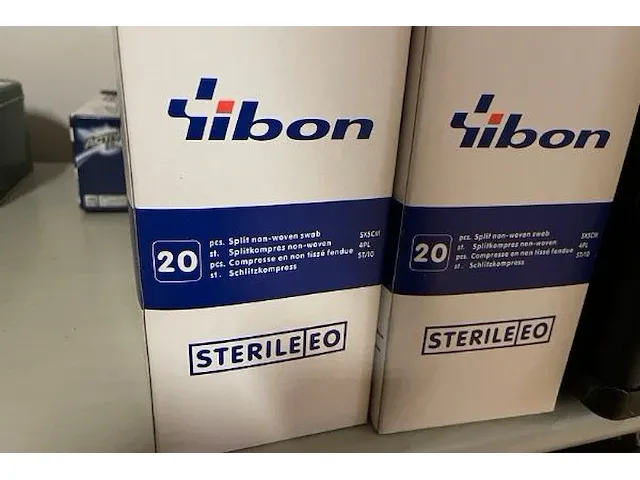 Yibon
20
pcs. Split non-woven swab 5X5CM
st. Splitkompres non-woven 4PL
pcs. Compresse en non tissé fendue ST/10
st. Schlitzkompress
STERILE EO
Yibon
20
pcs. Split non-woven swab 5X5CM
st. Splitkompres non-woven 4PL
pcs. Compresse en non tissé fendue ST/10
st. Schlitzkompress
STERILE EO